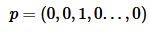 p = (0, 0, 1, 0..., 0)